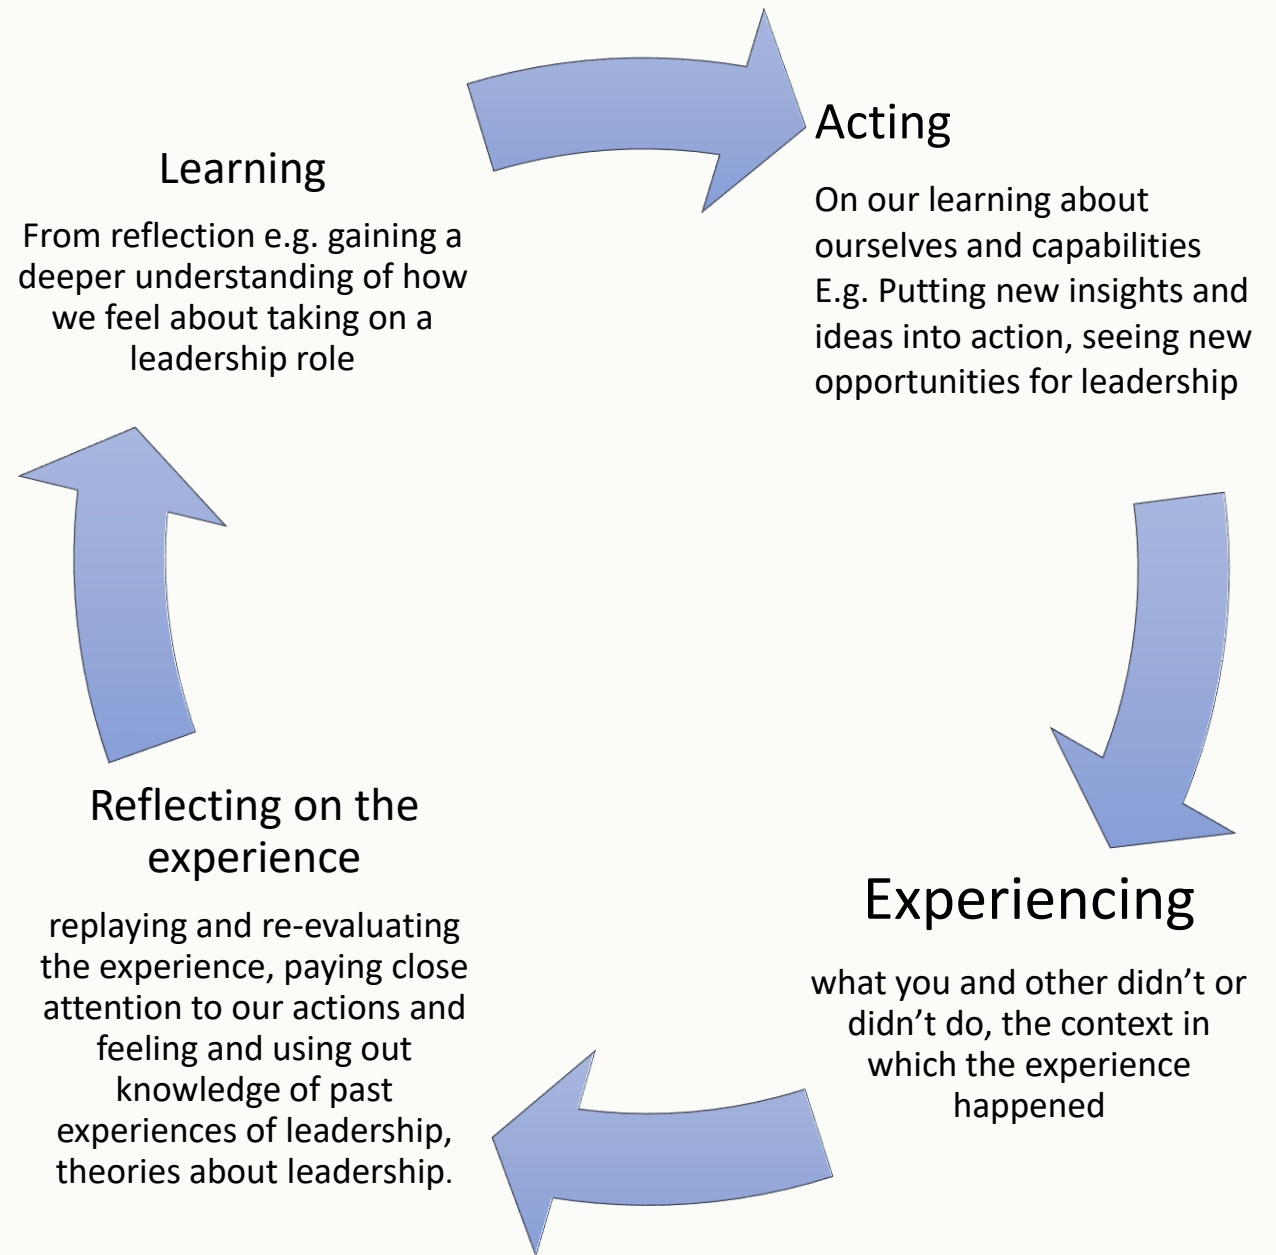 Learning
From reflection e.g. gaining a
deeper understanding of how
we feel about taking on a
leadership role
Acting
On our learning about
ourselves and capabilities
E.g. Putting new insights and
ideas into action, seeing new
opportunities for leadership
Experiencing
what you and other didn’t or
didn’t do, the context in
which the experience
happened
Reflecting on the
experience
replaying and re-evaluating
the experience, paying close
attention to our actions and
feeling and using out
knowledge of past
experiences of leadership,
theories about leadership.